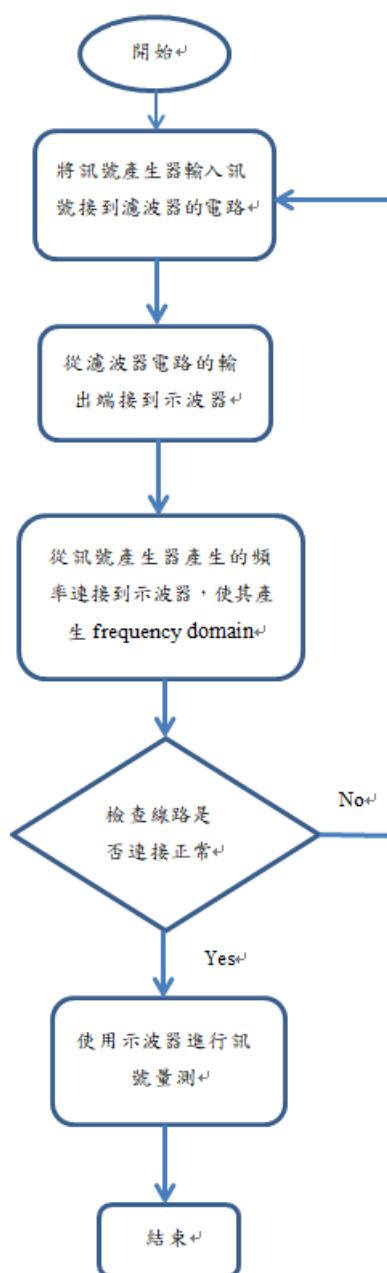 開始↵
將訊號產生器輸入訊
號接到濾波器的電路↵
從濾波器電路的輸
出端接到示波器↵
從訊號產生器產生的頻
率連接到示波器，使其產
生 frequency domain↵
檢查線路是
否連接正常↵
No↵
Yes↵
使用示波器進行訊
號量測↵
結束↵